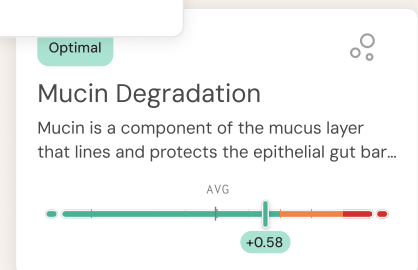 Optimal
Mucin Degradation
Mucin is a component of the mucus layer
that lines and protects the epithelial gut bar...
AVG
+0.58